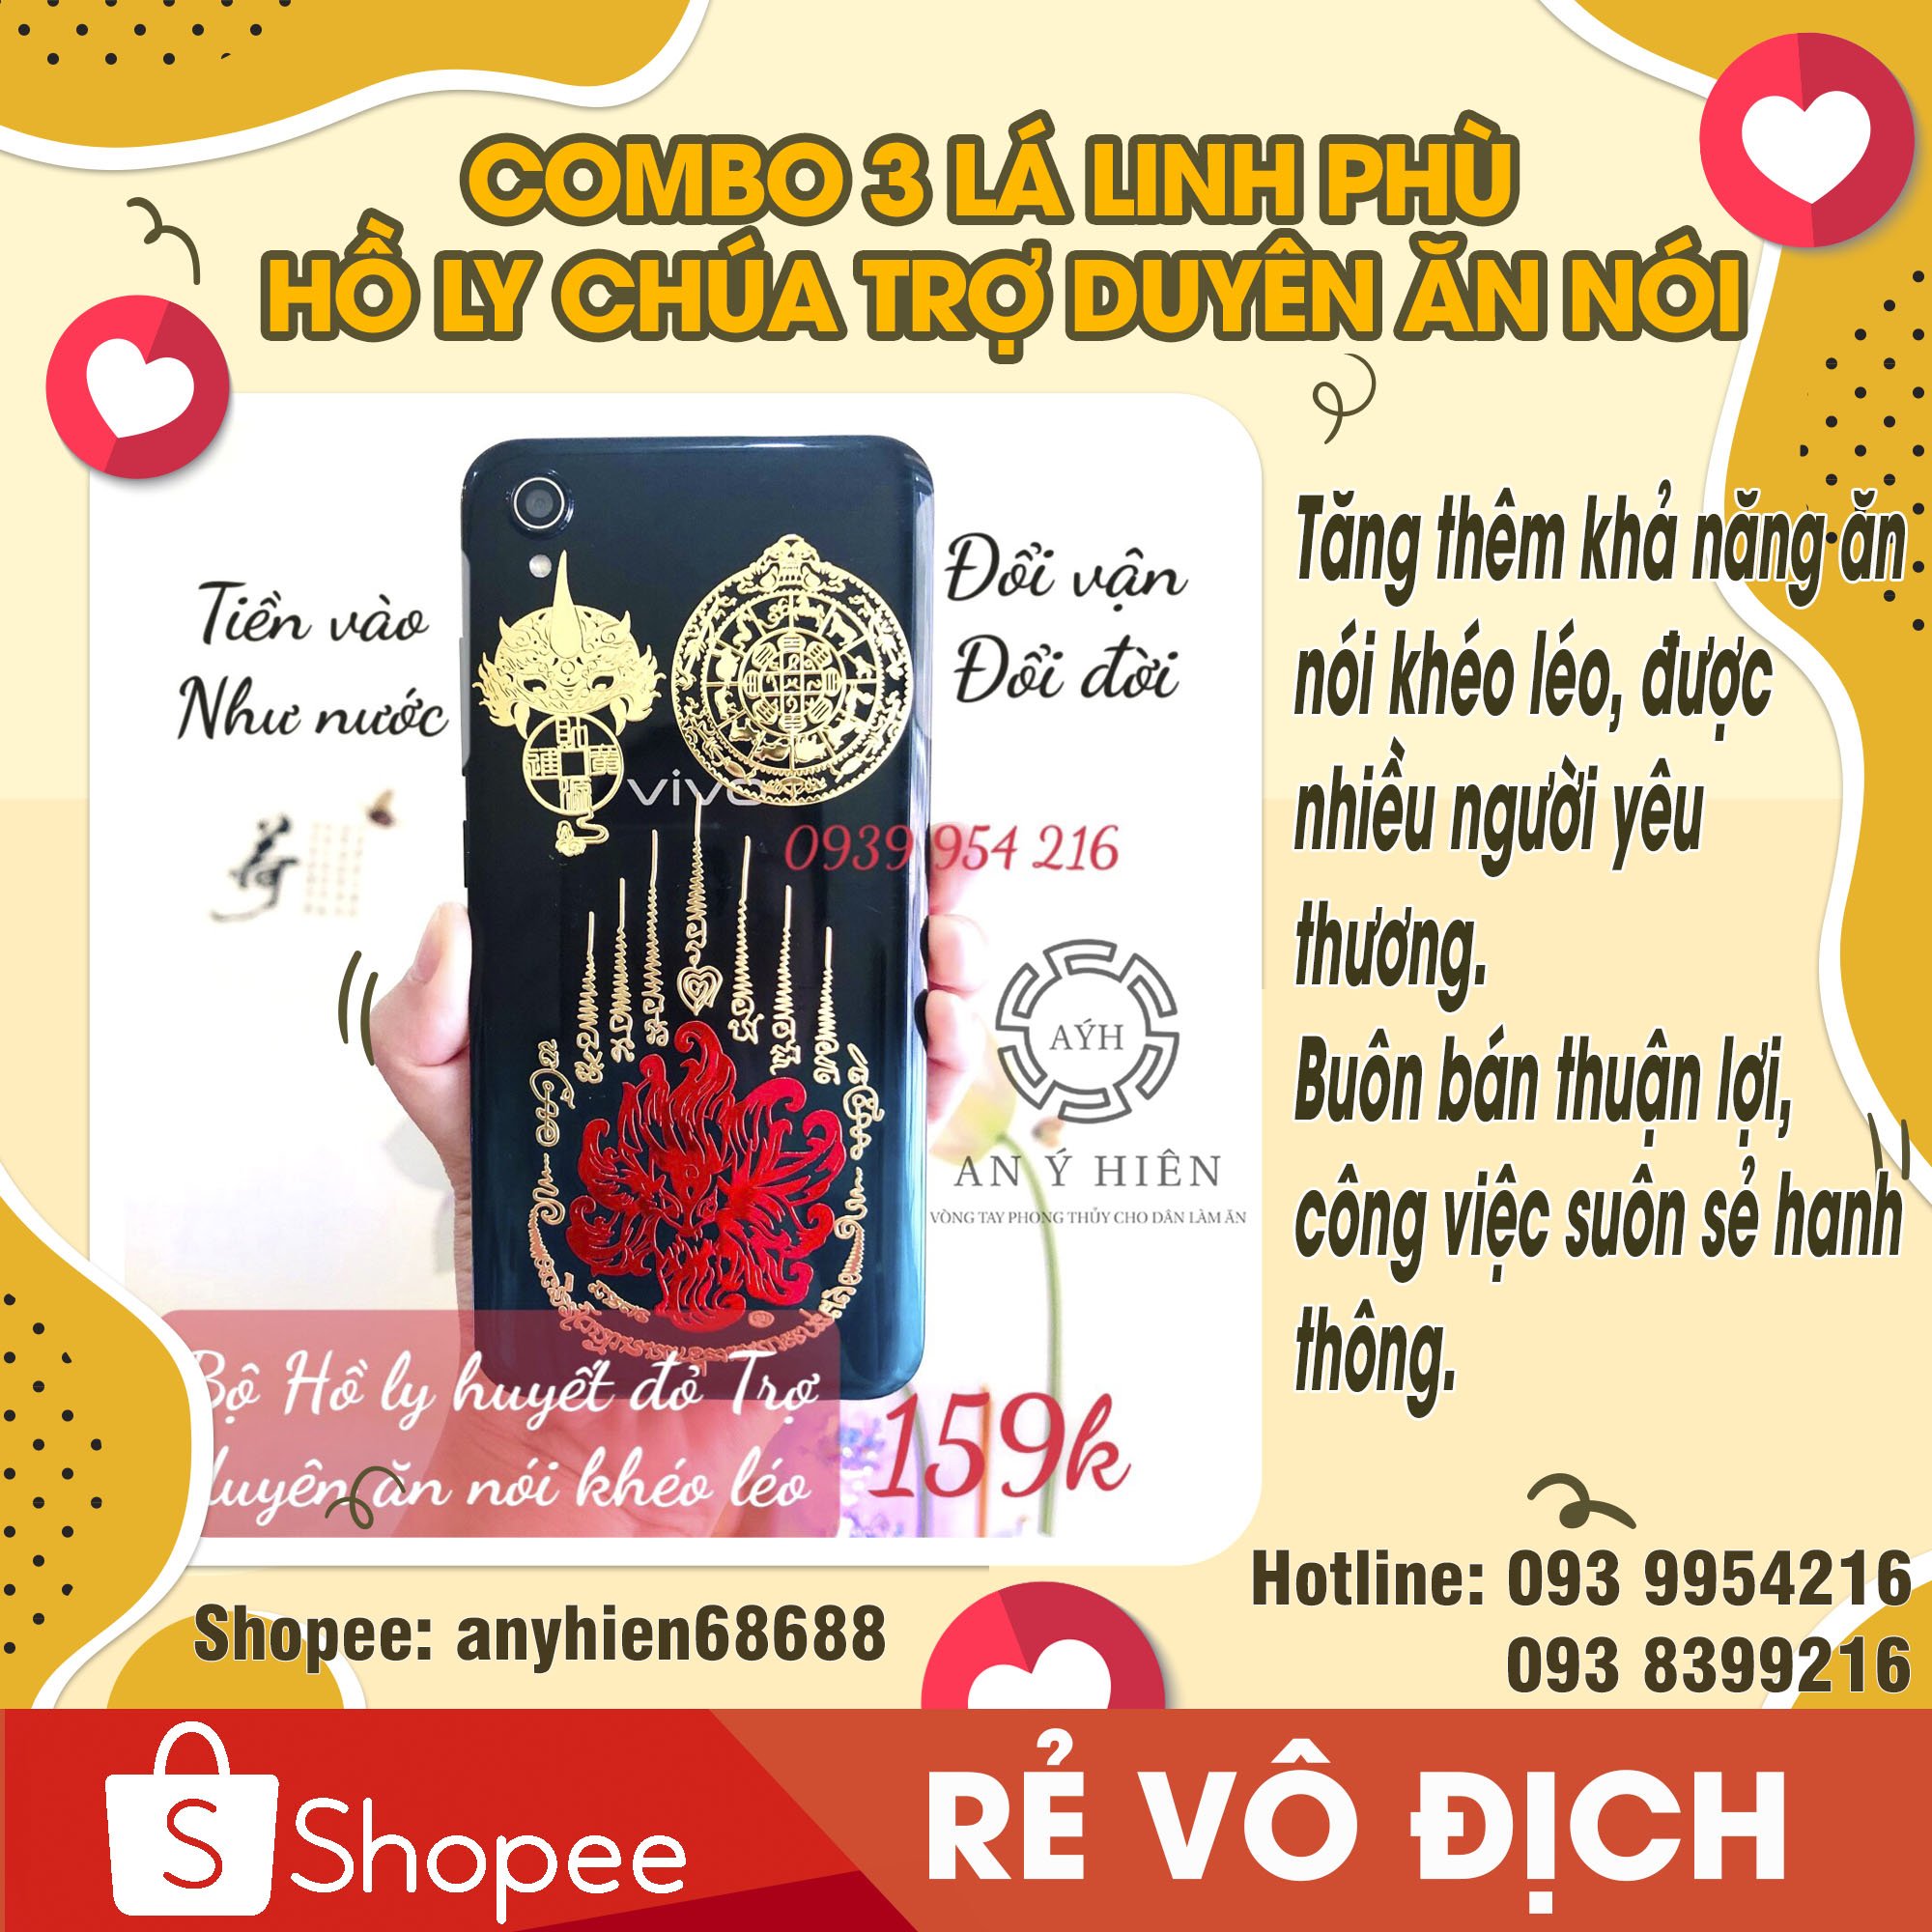 COMBO 3 LÁ LINH PHÙ
HỒ LY CHÚA TRỢ DUYÊN ĂN NÓI
Tiền vào
Như nước
Đổi vận
Đổi đời
vivo
0939 954 216
AÝH
AN Ý HIÊN
VÒNG TAY PHONG THỦY CHO DÂN LÀM ĂN
Bộ Hồ ly huyết đỏ Trợ
duyên ăn nói khéo léo
159k
Tăng thêm khả năng ăn
nói khéo léo, được
nhiều người yêu
thương.
Buôn bán thuận lợi,
công việc suôn sẻ hanh
thông.
Hotline: 093 9954216
093 8399216
Shopee: anyhien68688
S Shopee
RẺ VÔ ĐỊCH